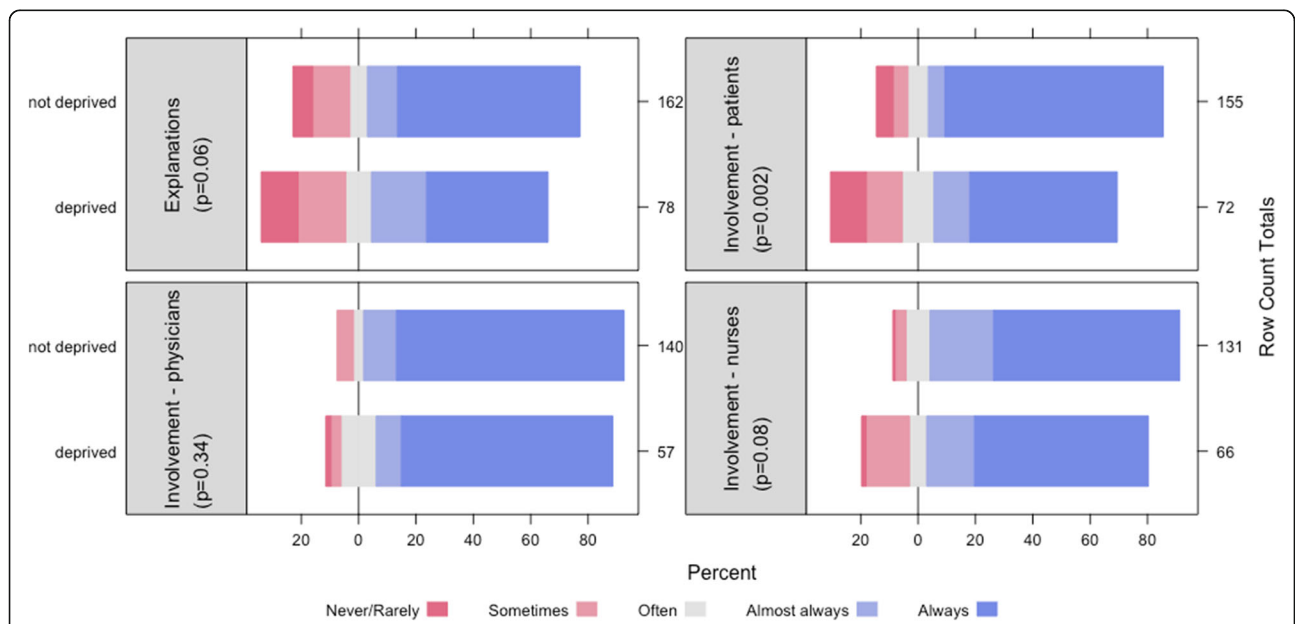 not deprived
deprived
Explanations
(p=0.06)
162
78
Involvement - patients
(p=0.002)
155
72
not deprived
deprived
Involvement - physicians
(p=0.34)
140
57
Involvement - nurses
(p=0.08)
131
66
Row Count Totals
20 0 20 40 60 80
20 0 20 40 60 80
Percent
Never/Rarely Sometimes Often Almost always Always